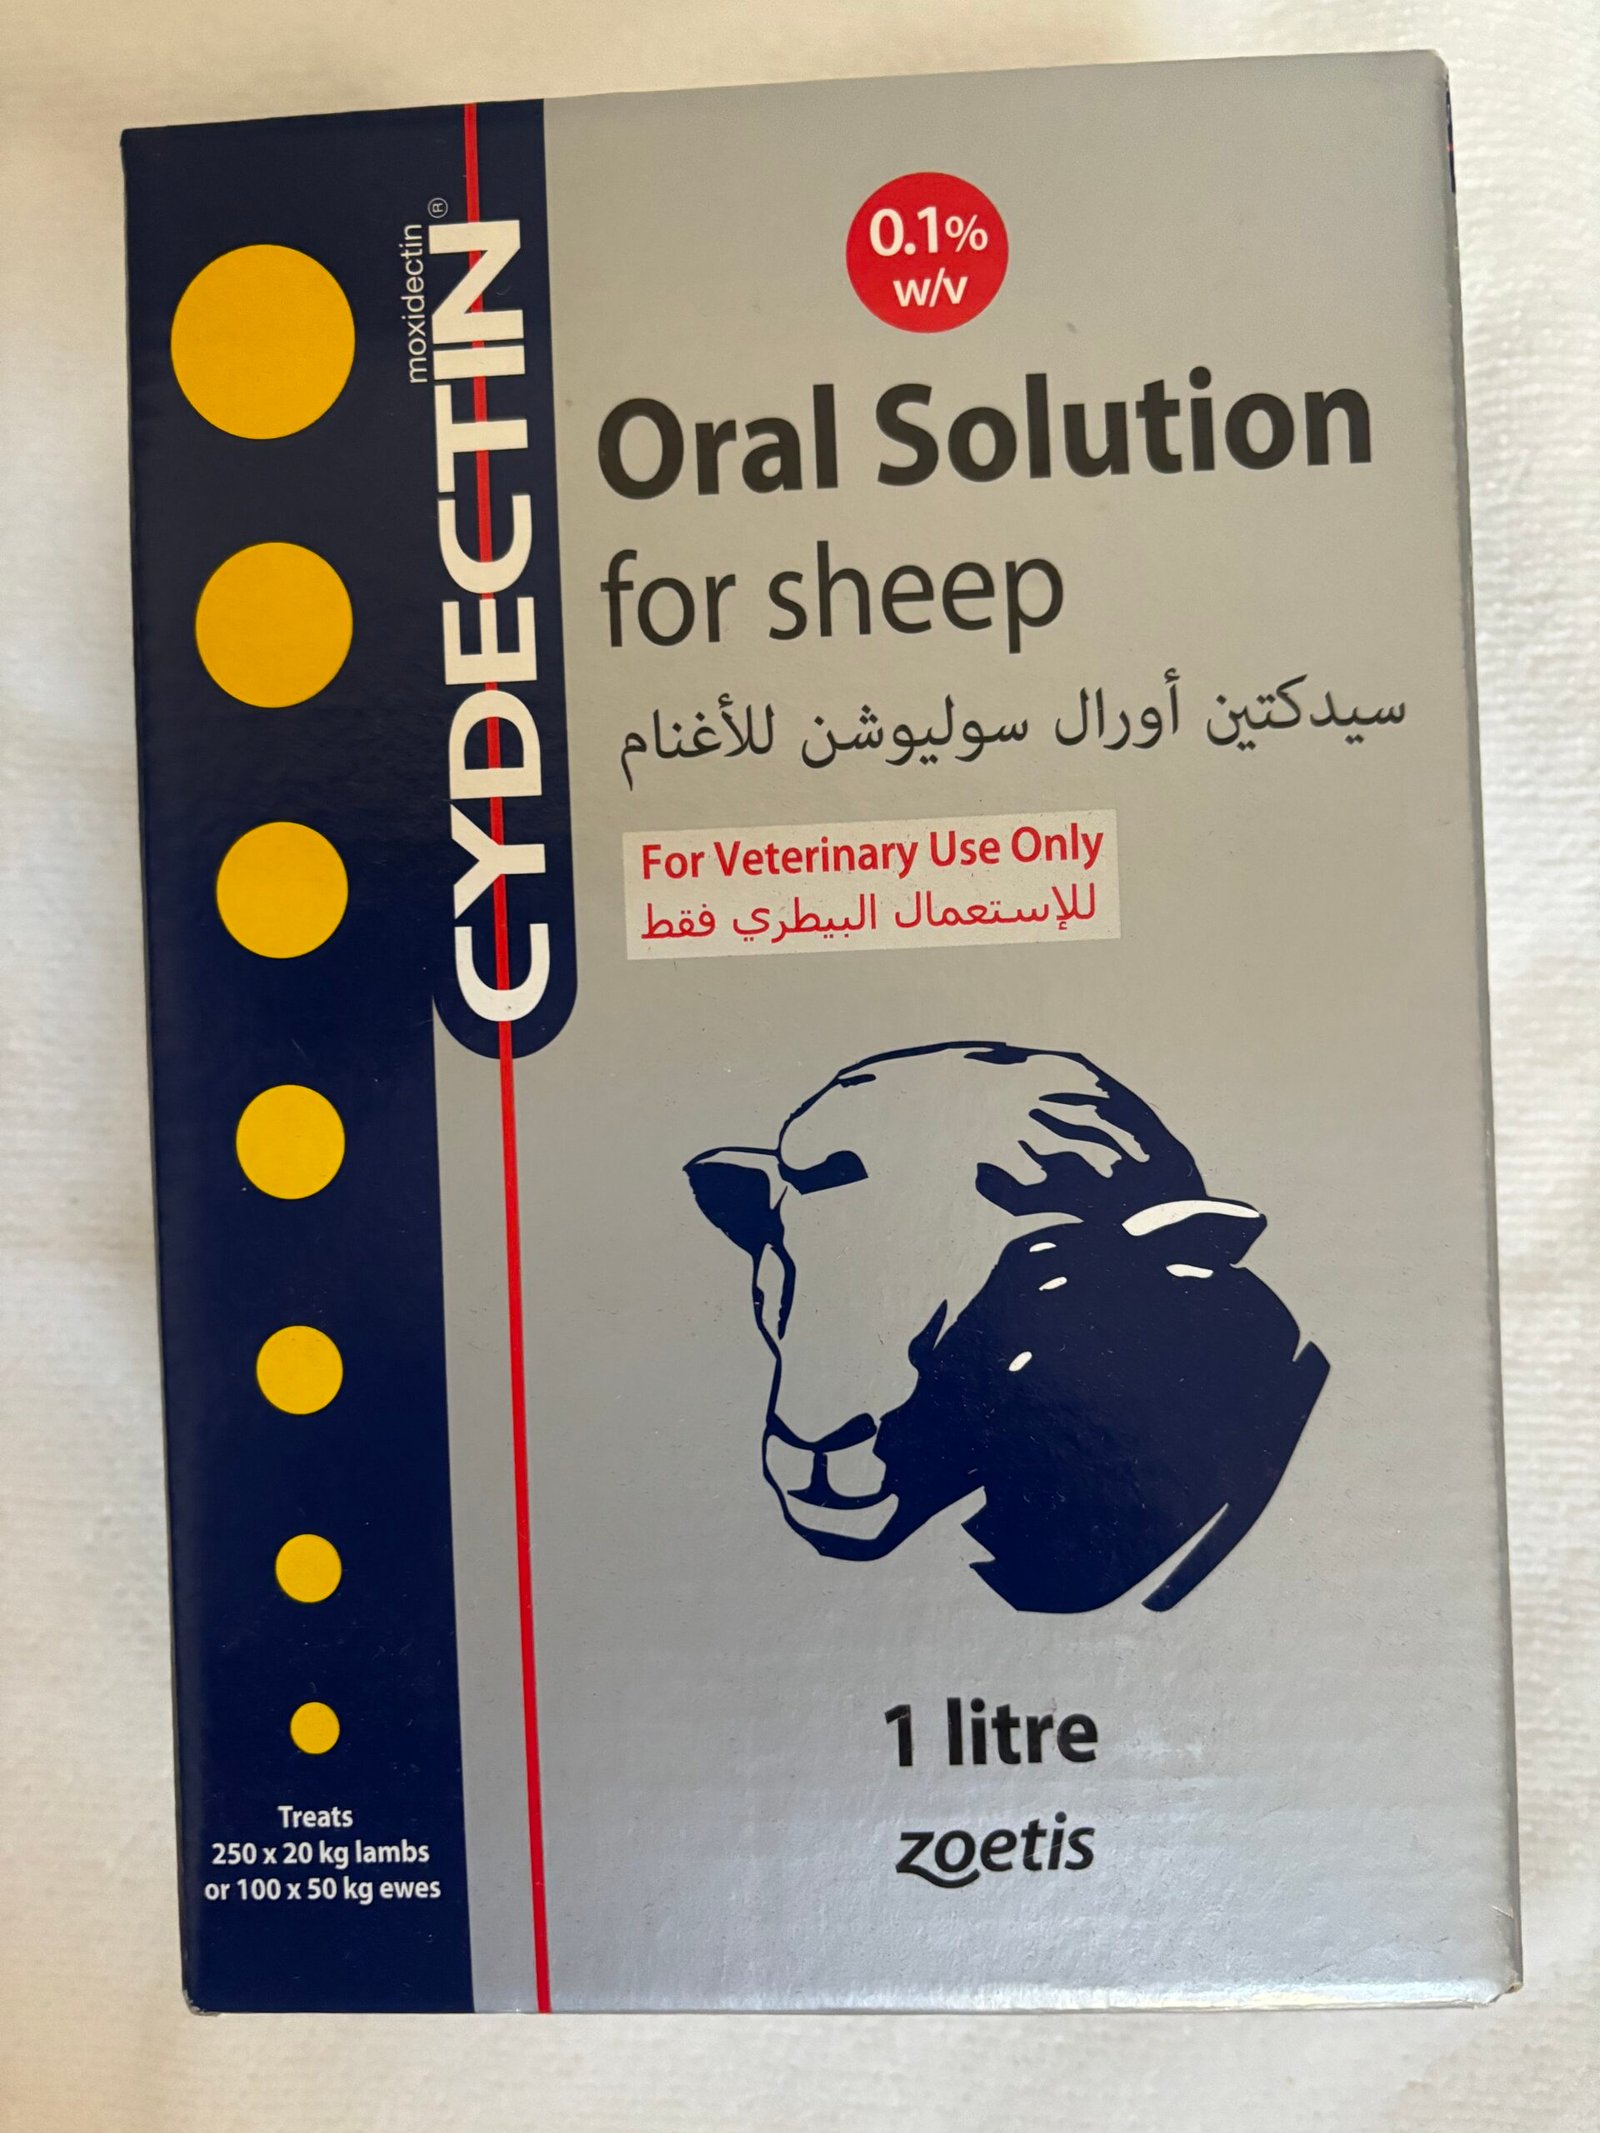 moxidectin
CYDECTIN®
0.1%
w/v
Oral Solution
for sheep
سيدكتين أورال سوليوشن للأغنام
For Veterinary Use Only
للإستعمال البيطري فقط
1 litre
zoetis
Treats
250 x 20 kg lambs
or 100 x 50 kg ewes